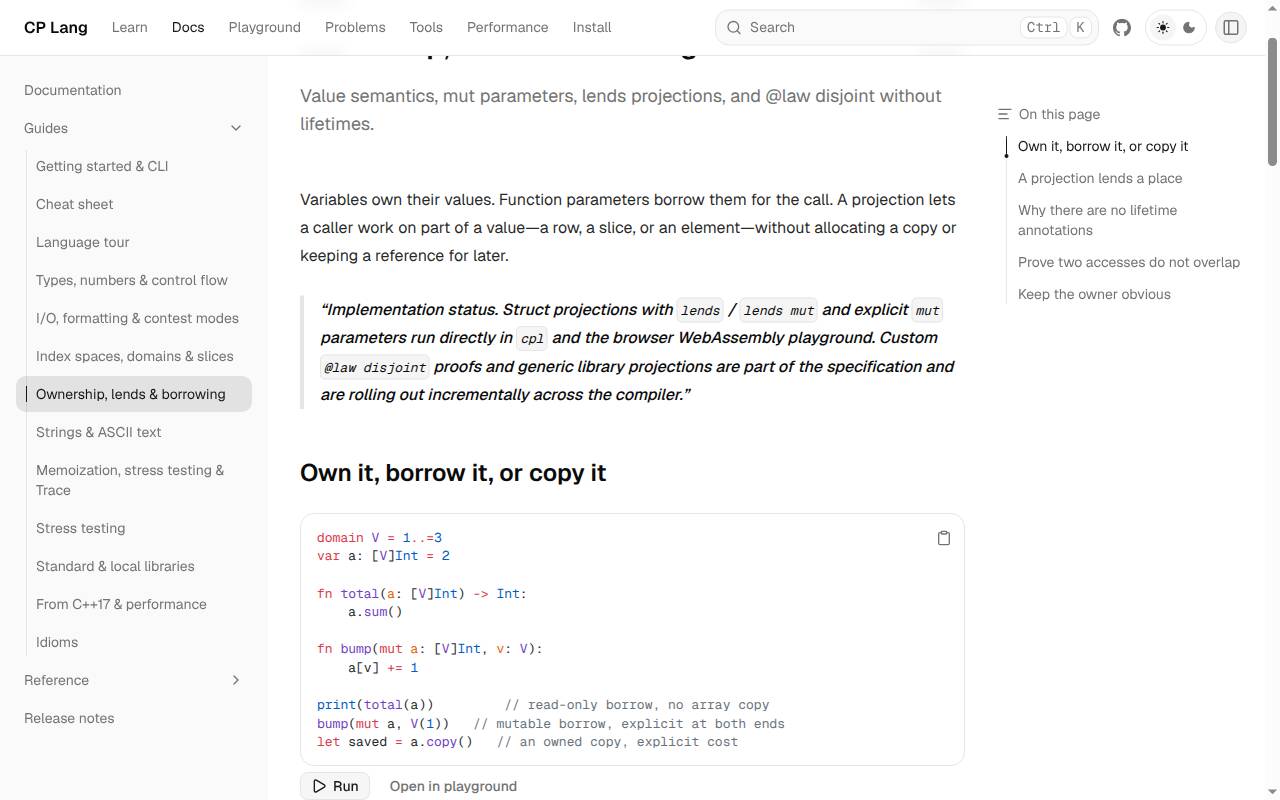 CP Lang
Learn
Docs
Playground
Problems
Tools
Performance
Install
Search
Ctrl
K
Documentation
Guides
Getting started & CLI
Cheat sheet
Language tour
Types, numbers & control flow
I/O, formatting & contest modes
Index spaces, domains & slices
Ownership, lends & borrowing
Strings & ASCII text
Memoization, stress testing &
Trace
Stress testing
Standard & local libraries
From C++17 & performance
Idioms
Reference
Release notes
Value semantics, mut parameters, lends projections, and @law disjoint without
lifetimes.
Variables own their values. Function parameters borrow them for the call. A projection lets
a caller work on part of a value—a row, a slice, or an element—without allocating a copy or
keeping a reference for later.
“Implementation status. Struct projections with lends / lends mut and explicit mut
parameters run directly in cpl and the browser WebAssembly playground. Custom
@law disjoint proofs and generic library projections are part of the specification and
are rolling out incrementally across the compiler.”
Own it, borrow it, or copy it
domain V = 1..=3
var a: [V]Int = 2
fn total(a: [V]Int) -> Int:
    a.sum()
fn bump(mut a: [V]Int, v: V):
    a[v] += 1
print(total(a))         // read-only borrow, no array copy
bump(mut a, V(1))   // mutable borrow, explicit at both ends
let saved = a.copy()   // an owned copy, explicit cost
Run
Open in playground
On this page
Own it, borrow it, or copy it
A projection lends a place
Why there are no lifetime
annotations
Prove two accesses do not overlap
Keep the owner obvious